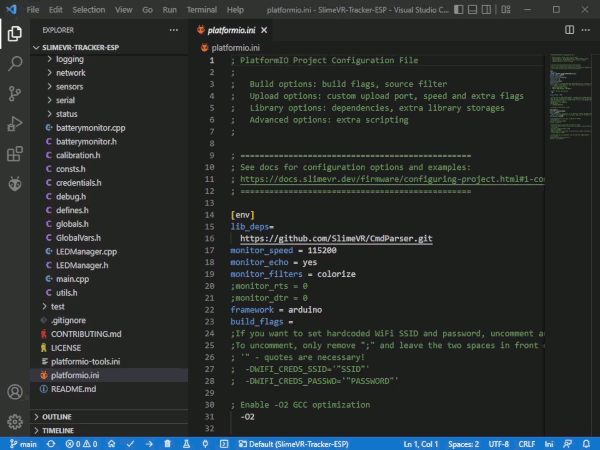 File Edit Selection View Go Run Terminal Help platformio.ini - SlimeVR-Tracker-ESP - Visual Studio C...
EXPLORER
SLIMEVR-TRACKER-ESP
logging
network
sensors
serial
status
batterymonitor.cpp
batterymonitor.h
calibration.h
consts.h
credentials.h
debug.h
defines.h
globals.h
GlobalVars.h
LEDManager.cpp
LEDManager.h
main.cpp
utils.h
test
.gitignore
CONTRIBUTING.md
LICENSE
platformio-tools.ini
platformio.ini
README.md
OUTLINE
TIMELINE
platformio.ini
platformio.ini
1 ; PlatformIO Project Configuration File
2 ;
3 ; Build options: build flags, source filter
4 ; Upload options: custom upload port, speed and extra flags
5 ; Library options: dependencies, extra library storages
6 ; Advanced options: extra scripting
7 ;
8
9 ; ================================================
10 ; See docs for configuration options and examples:
11 ; https://docs.slimevr.dev/firmware/configuring-project.html#1-con
12 ; ================================================
13
14 [env]
15 lib_deps=
16 https://github.com/SlimeVR/CmdParser.git
17 monitor_speed = 115200
18 monitor_echo = yes
19 monitor_filters = colorize
20 ;monitor_rts = 0
21 ;monitor_dtr = 0
22 framework = arduino
23 build_flags =
24 ;If you want to set hardcoded WiFi SSID and password, uncomment a
25 ;To uncomment, only remove ";" and leave the two spaces in front
26 ; '" - quotes are necessary!
27 ; -DWIFI_CREDS_SSID='"SSID"'
28 ; -DWIFI_CREDS_PASSWD='"PASSWORD"'
29
30 ; Enable -O2 GCC optimization
31 -O2
main 0 0 Default (SlimeVR-Tracker-ESP) Ln 1, Col 1 Spaces: 2 UTF-8 CRLF Ini